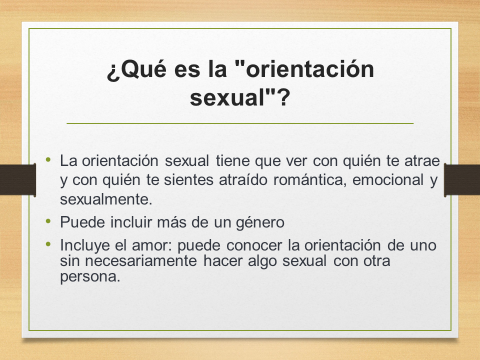 ¿Qué es la "orientación
sexual"?
• La orientación sexual tiene que ver con quién te atrae
y con quién te sientes atraído romántica, emocional y
sexualmente.
• Puede incluir más de un género
• Incluye el amor: puede conocer la orientación de uno
sin necesariamente hacer algo sexual con otra
persona.